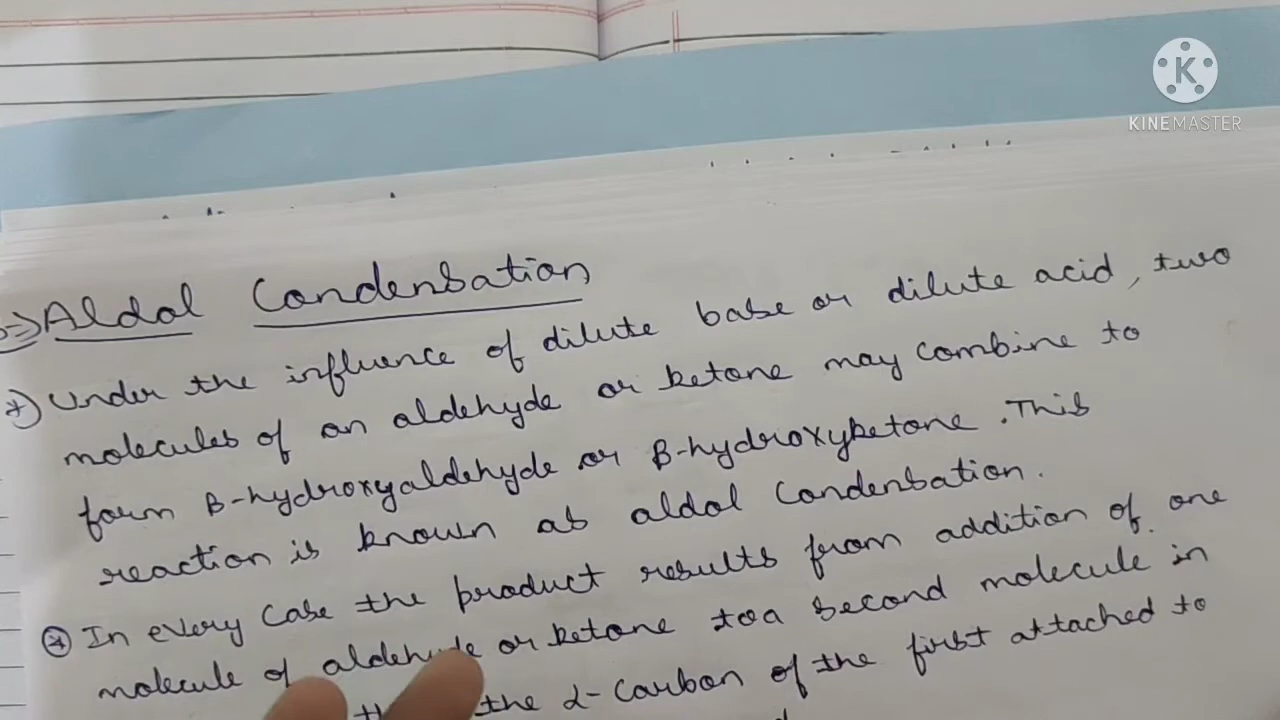 KINEMASTER
⇒ Aldol Condensation
*) Under the influence of dilute base or dilute acid, two
molecules of an aldehyde or ketone may combine to
form β-hydroxyaldehyde or β-hydroxyketone. This
reaction is known as aldol condensation.
* In every case the product results from addition of one
molecule of aldehyde or ketone to a second molecule in
the α-carbon of the first attached to